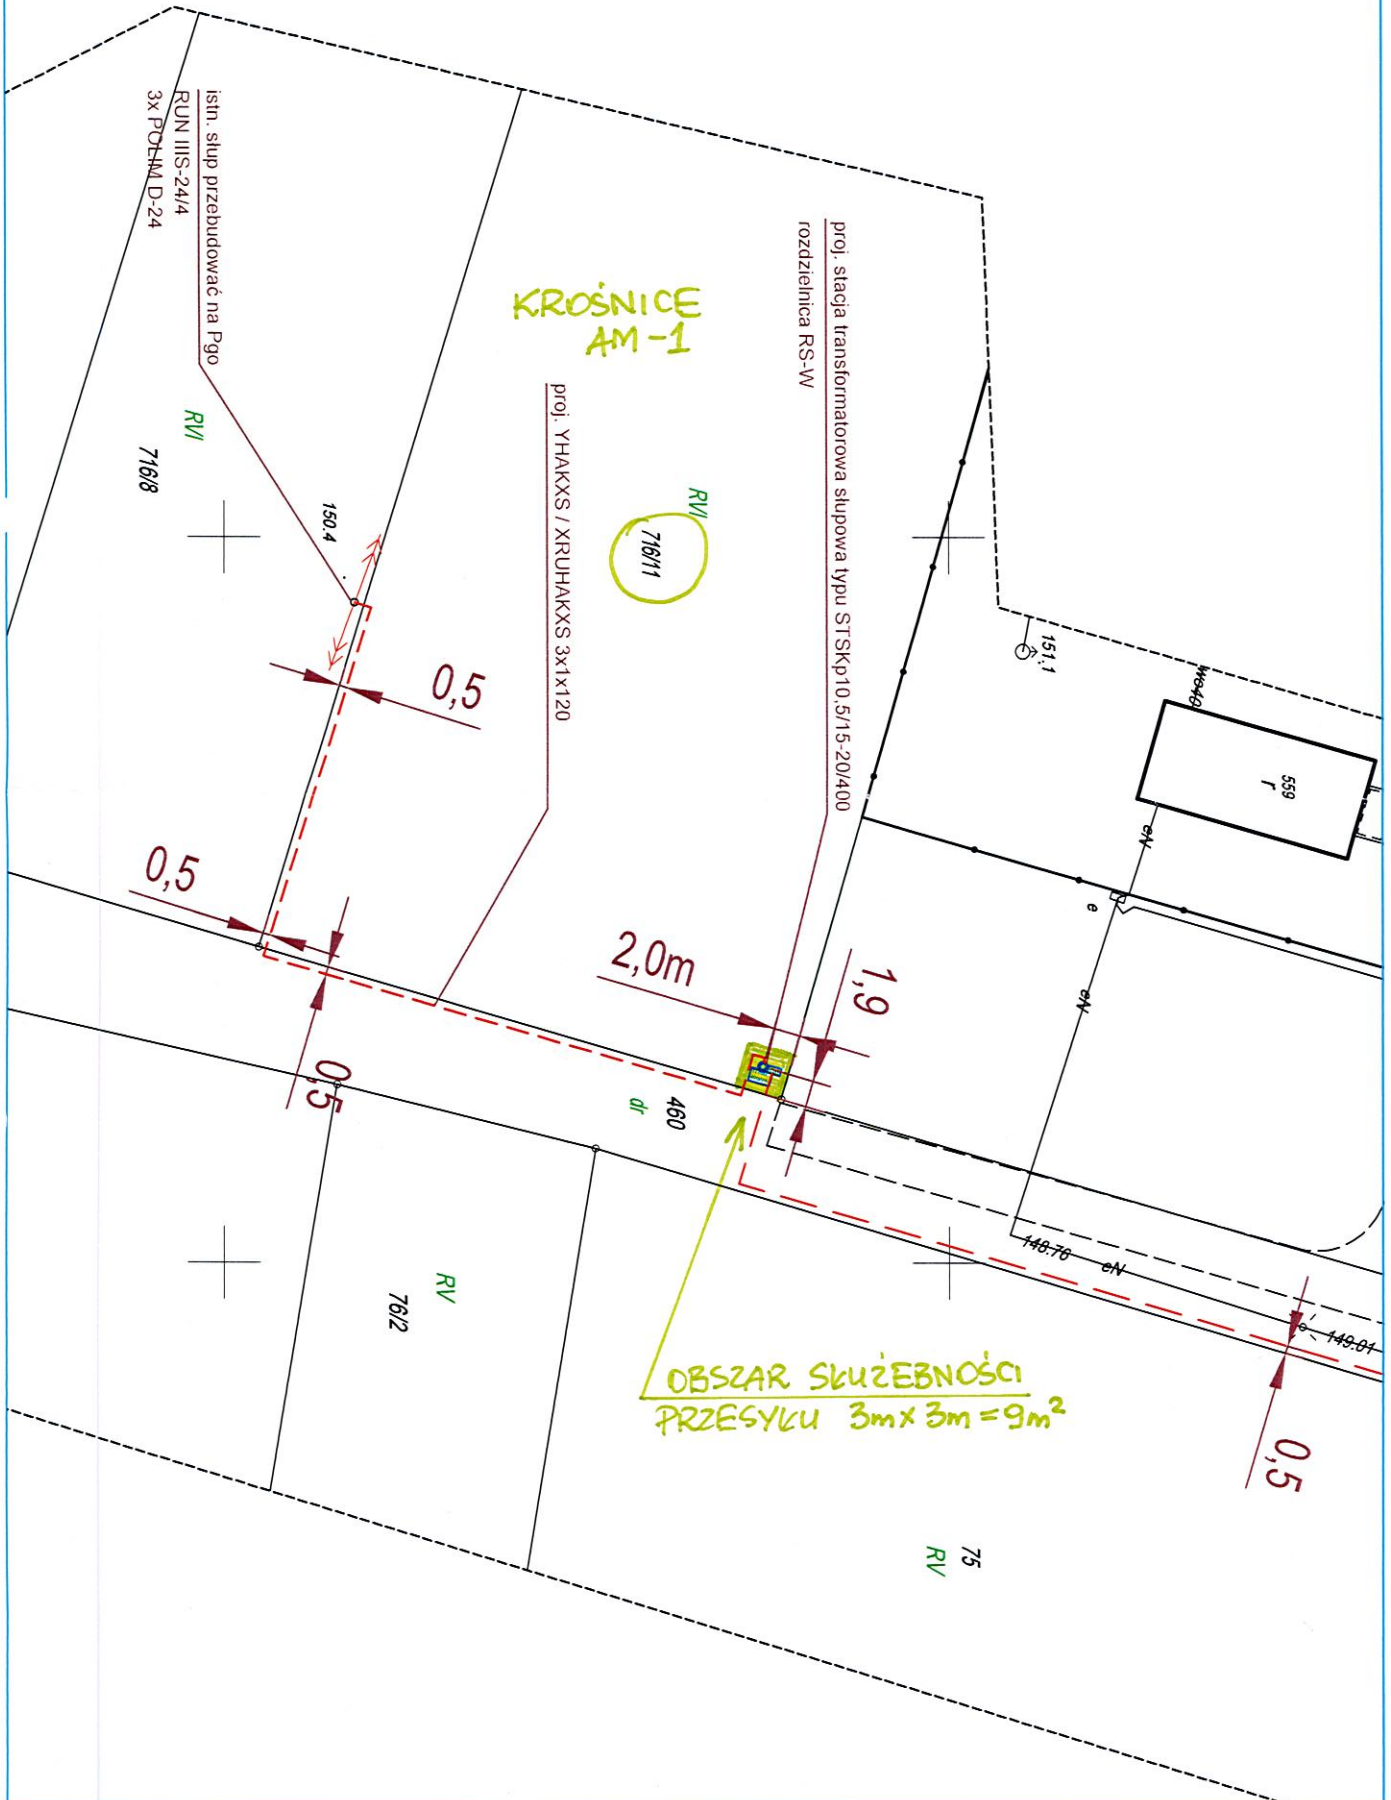 istn. słup przebudować na Pgo
RUN IIIS-24/4
3x POLIM D-24
KROŚNICE
AM-1
proj. stacja transformatorowa słupowa typu STSKp10,5/15-20/400
rozdzielnica RS-W
proj. YHAKXS / XRUHAKXS 3x1x120
RVI
716/8
150.4
RVI
716/11
151.1
wo40
559
r
eN
e
eN
0,5
0,5
0,5
2,0m
1,9
460
dr
148.76
eN
149.01
0,5
RV
76/2
OBSZAR SŁUŻEBNOŚCI
PRZESYŁU 3m x 3m = 9m²
75
RV